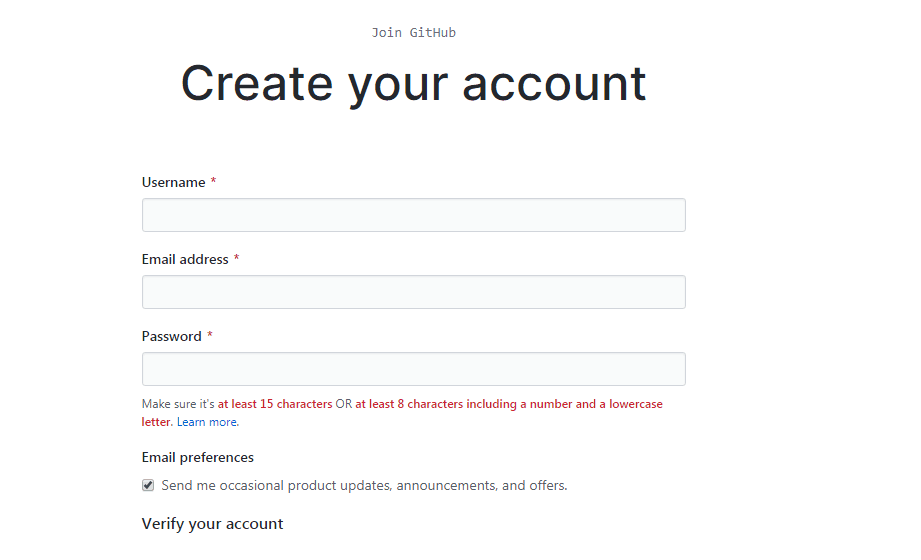 Join GitHub
Create your account
Username *
Email address *
Password *
Make sure it's at least 15 characters OR at least 8 characters including a number and a lowercase
letter. Learn more.
Email preferences
Send me occasional product updates, announcements, and offers.
Verify your account